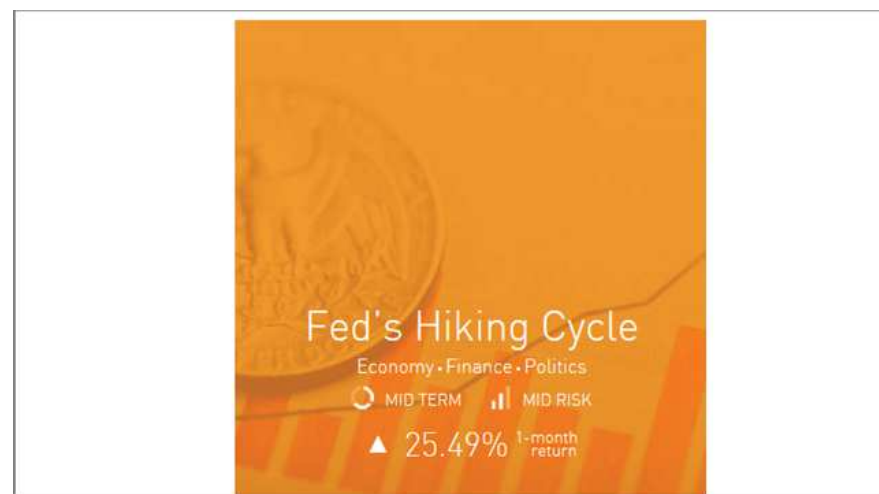 Fed's Hiking Cycle
Economy • Finance • Politics
MID TERM MID RISK
▲ 25.49% 1-month return